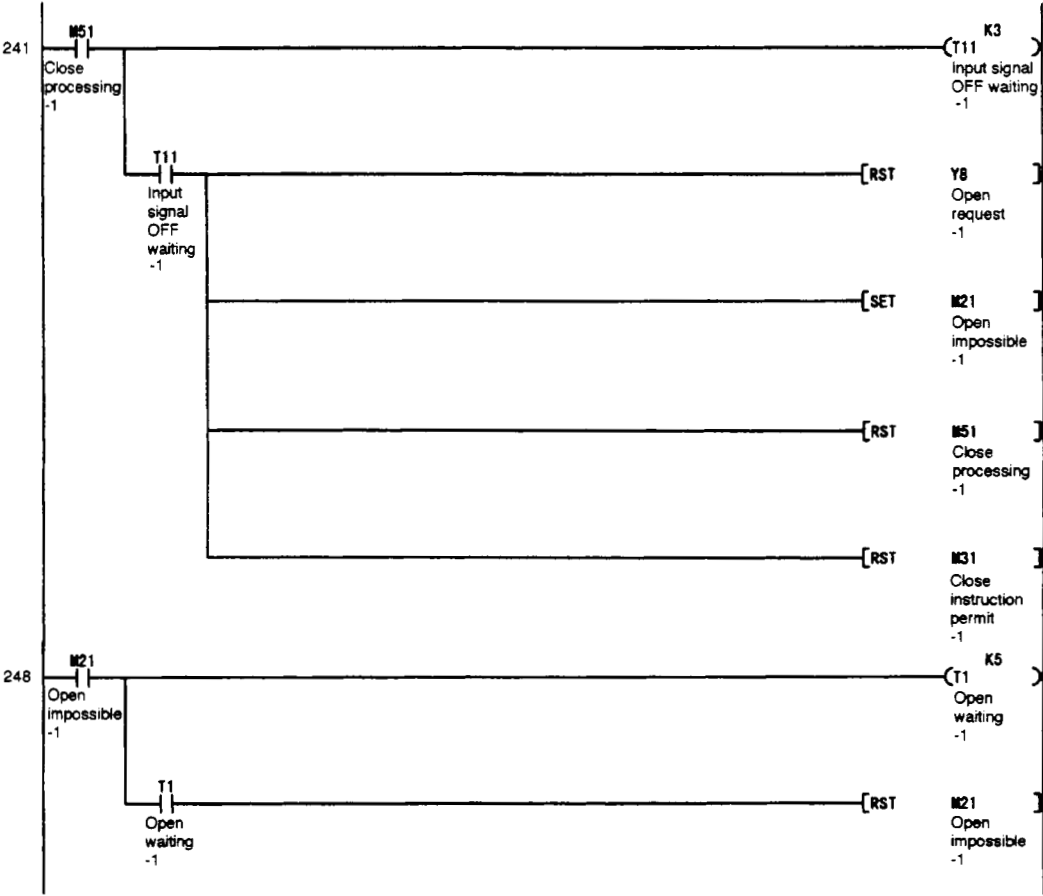 M51
K3
241
T11
Close
processing
-1
Input signal
OFF waiting
-1
T11
RST
Y8
Input
signal
OFF
waiting
-1
Open
request
-1
SET
M21
Open
impossible
-1
RST
M51
Close
processing
-1
RST
M31
Close
instruction
permit
-1
M21
K5
248
T1
Open
impossible
-1
Open
waiting
-1
T1
RST
M21
Open
waiting
-1
Open
impossible
-1